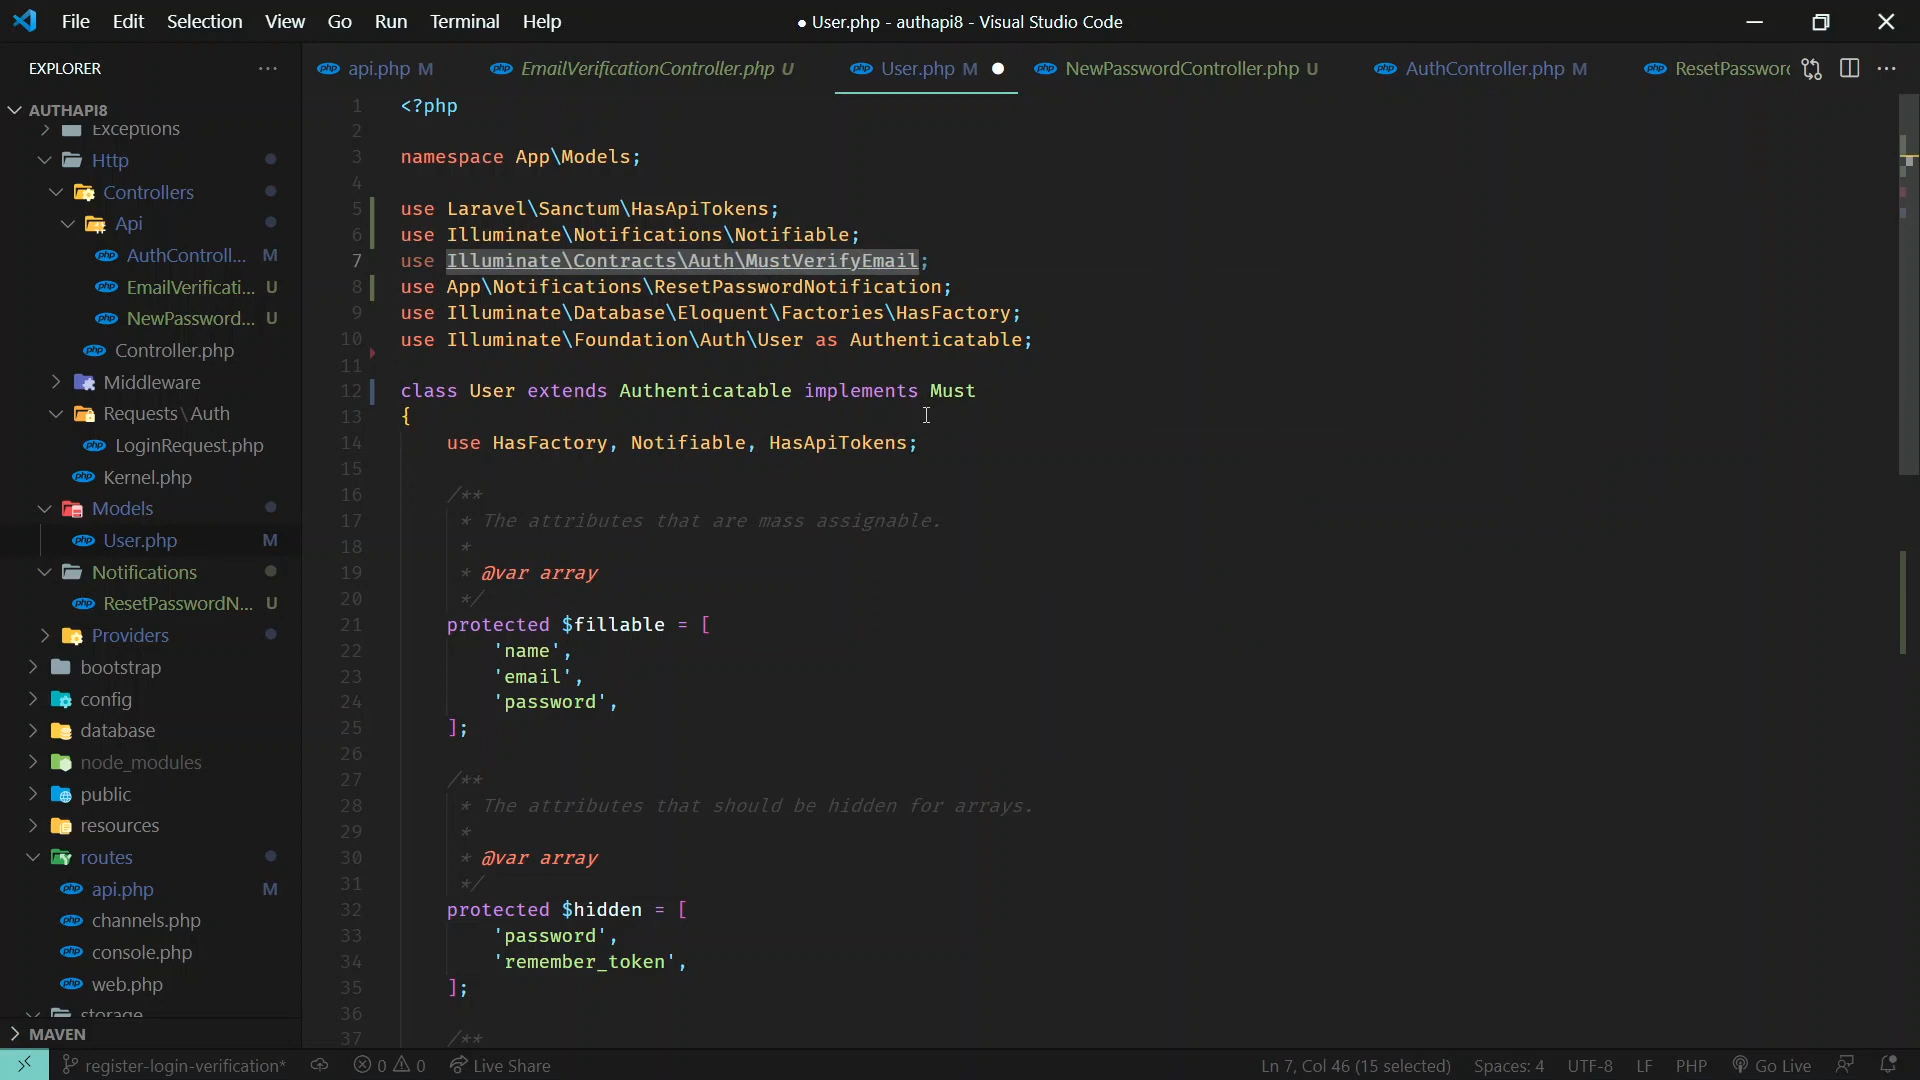 File Edit Selection View Go Run Terminal Help
● User.php - authapi8 - Visual Studio Code
EXPLORER
AUTHAPI8
Exceptions
Http
Controllers
Api
AuthControll... M
EmailVerificati... U
NewPassword... U
Controller.php
Middleware
Requests\Auth
LoginRequest.php
Kernel.php
Models
User.php M
Notifications
ResetPasswordN... U
Providers
bootstrap
config
database
node_modules
public
resources
routes
api.php M
channels.php
console.php
web.php
storage
MAVEN
api.php M EmailVerificationController.php U User.php M NewPasswordController.php U AuthController.php M ResetPasswor
1 <?php
2
3 namespace App\Models;
4
5 use Laravel\Sanctum\HasApiTokens;
6 use Illuminate\Notifications\Notifiable;
7 use Illuminate\Contracts\Auth\MustVerifyEmail;
8 use App\Notifications\ResetPasswordNotification;
9 use Illuminate\Database\Eloquent\Factories\HasFactory;
10 use Illuminate\Foundation\Auth\User as Authenticatable;
11
12 class User extends Authenticatable implements Must
13 {
14 use HasFactory, Notifiable, HasApiTokens;
15
16 /**
17 * The attributes that are mass assignable.
18 *
19 * @var array
20 */
21 protected $fillable = [
22 'name',
23 'email',
24 'password',
25 ];
26
27 /**
28 * The attributes that should be hidden for arrays.
29 *
30 * @var array
31 */
32 protected $hidden = [
33 'password',
34 'remember_token',
35 ];
36
37 /**
register-login-verification* 0 0 Live Share Ln 7, Col 46 (15 selected) Spaces: 4 UTF-8 LF PHP Go Live